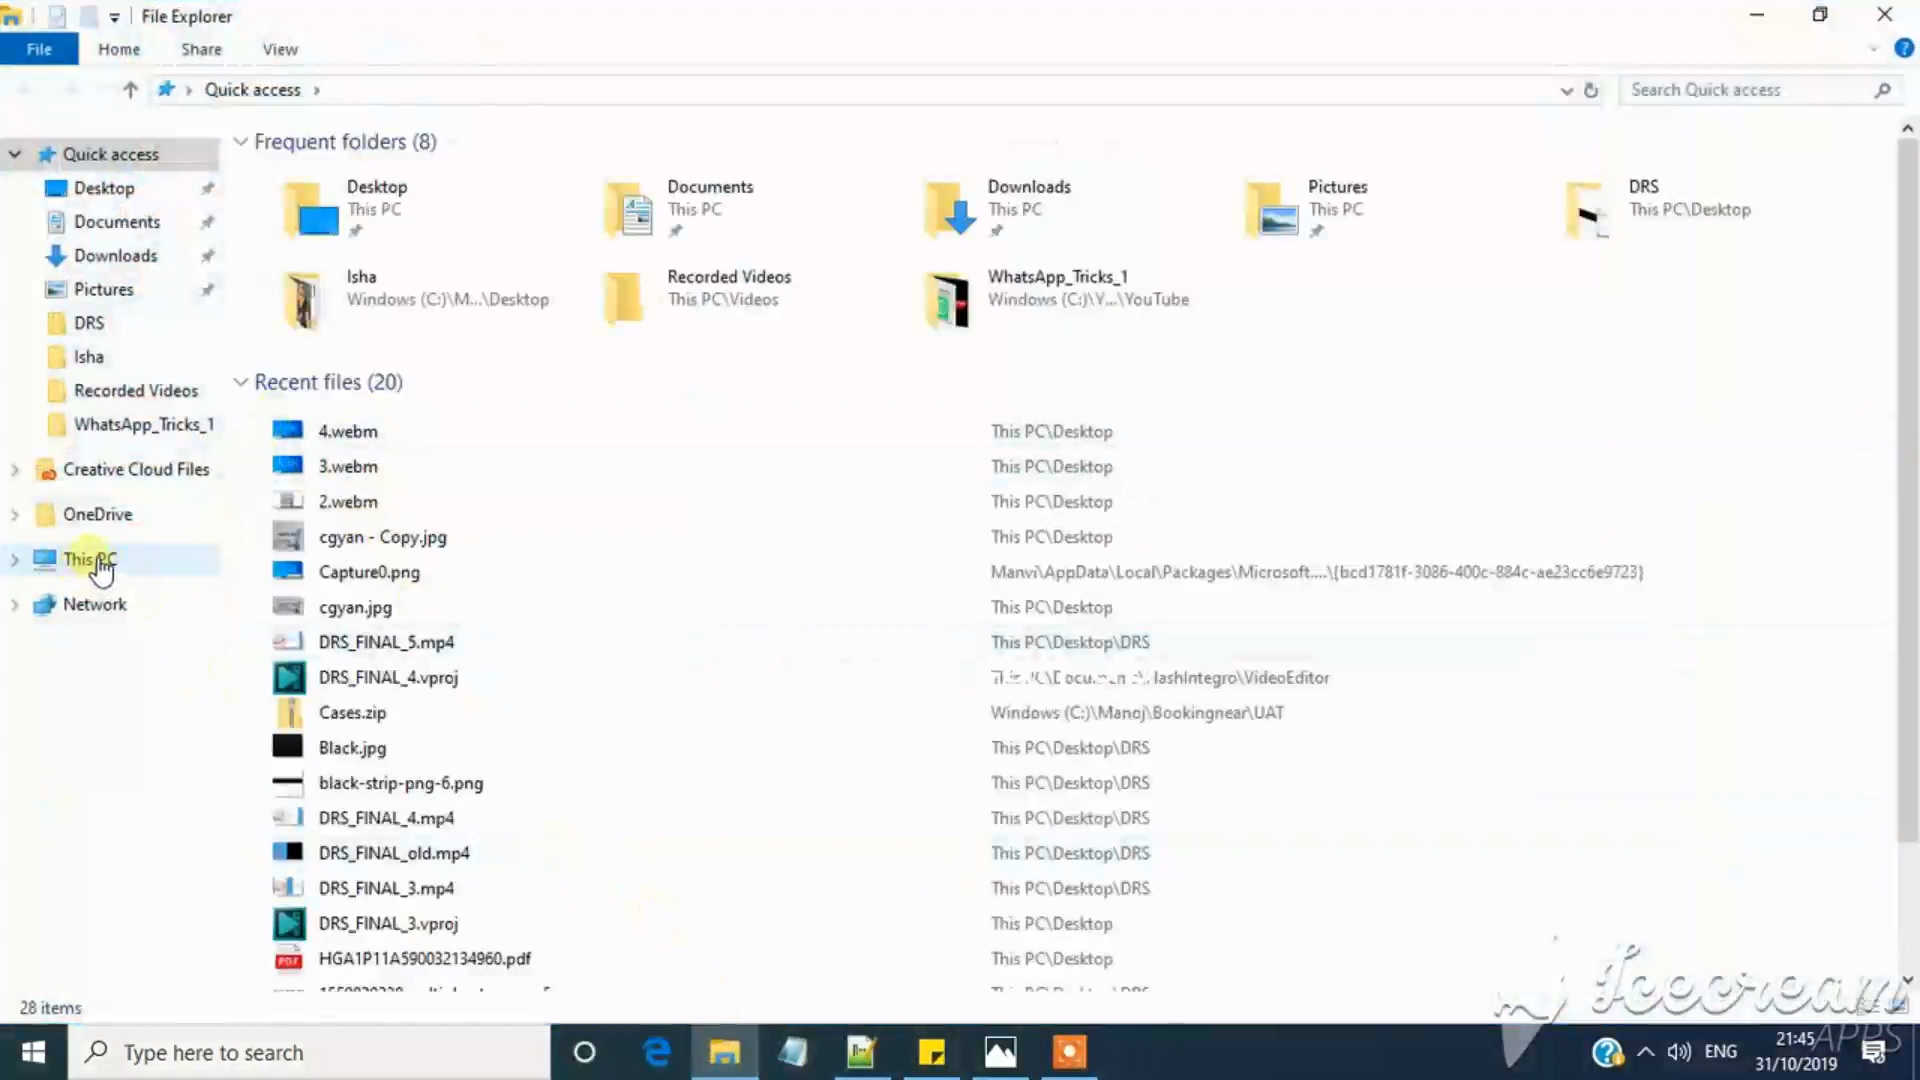 File Explorer
File Home Share View
Quick access
Search Quick access
Quick access
Desktop
Documents
Downloads
Pictures
DRS
Isha
Recorded Videos
WhatsApp_Tricks_1
Creative Cloud Files
OneDrive
This PC
Network
Frequent folders (8)
Desktop
This PC
Documents
This PC
Downloads
This PC
Pictures
This PC
DRS
This PC\Desktop
Isha
Windows (C:)\M...\Desktop
Recorded Videos
This PC\Videos
WhatsApp_Tricks_1
Windows (C:)\Y...\YouTube
Recent files (20)
4.webm This PC\Desktop
3.webm This PC\Desktop
2.webm This PC\Desktop
cgyan - Copy.jpg This PC\Desktop
Capture0.png Manvi\AppData\Local\Packages\Microsoft....\{bcd1781f-3086-400c-884c-ae23cc6e9723}
cgyan.jpg This PC\Desktop
DRS_FINAL_5.mp4 This PC\Desktop\DRS
DRS_FINAL_4.vproj
Cases.zip Windows (C:)\Manoj\Bookingnear\UAT
Black.jpg This PC\Desktop\DRS
black-strip-png-6.png This PC\Desktop\DRS
DRS_FINAL_4.mp4 This PC\Desktop\DRS
DRS_FINAL_old.mp4 This PC\Desktop\DRS
DRS_FINAL_3.mp4 This PC\Desktop\DRS
DRS_FINAL_3.vproj This PC\Desktop
HGA1P11A590032134960.pdf This PC\Desktop
28 items
Icecream
APPS
Type here to search
ENG
21:45
31/10/2019